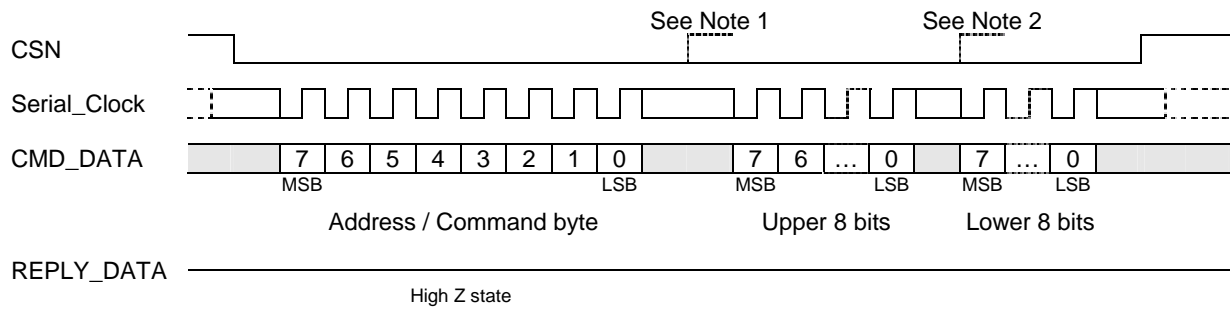 See Note 1 See Note 2
CSN
Serial_Clock
CMD_DATA 7 6 5 4 3 2 1 0 7 6 ... 0 7 ... 0
MSB LSB MSB LSB MSB LSB
Address / Command byte Upper 8 bits Lower 8 bits
REPLY_DATA
High Z state